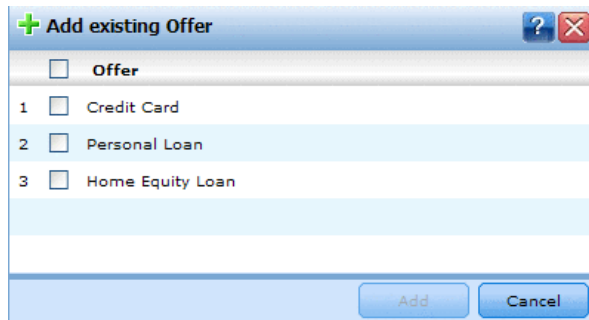 Add existing Offer
?
Offer
1 Credit Card
2 Personal Loan
3 Home Equity Loan
Add Cancel